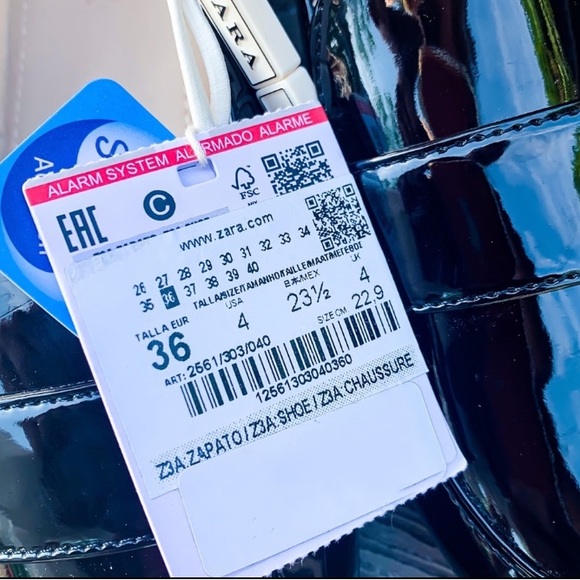 ZARA
ALARM SYSTEM ALARMADO ALARME
EAC
C
FSC
www.zara.com
26 27 28 29 30 31 32 33 34
35 36 37 38 39 40
TALLA EUR
36
USA
4
MEX
23½
UK
4
SIZE CM
22.9
ART: 2561/303/040
12561303040360
Z3A:ZAPATO/Z3A:SHOE/Z3A:CHAUSSURE